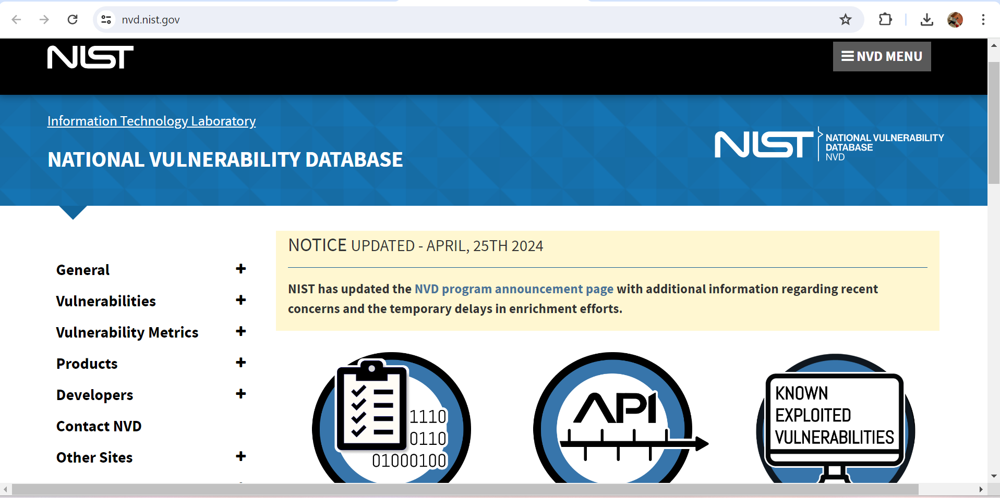 nvd.nist.gov
NIST
NVD MENU
Information Technology Laboratory
NATIONAL VULNERABILITY DATABASE
NIST
NATIONAL VULNERABILITY
DATABASE
NVD
General
Vulnerabilities
Vulnerability Metrics
Products
Developers
Contact NVD
Other Sites
NOTICE UPDATED - APRIL, 25TH 2024
NIST has updated the NVD program announcement page with additional information regarding recent
concerns and the temporary delays in enrichment efforts.
1110
0110
01000100
API
KNOWN
EXPLOITED
VULNERABILITIES